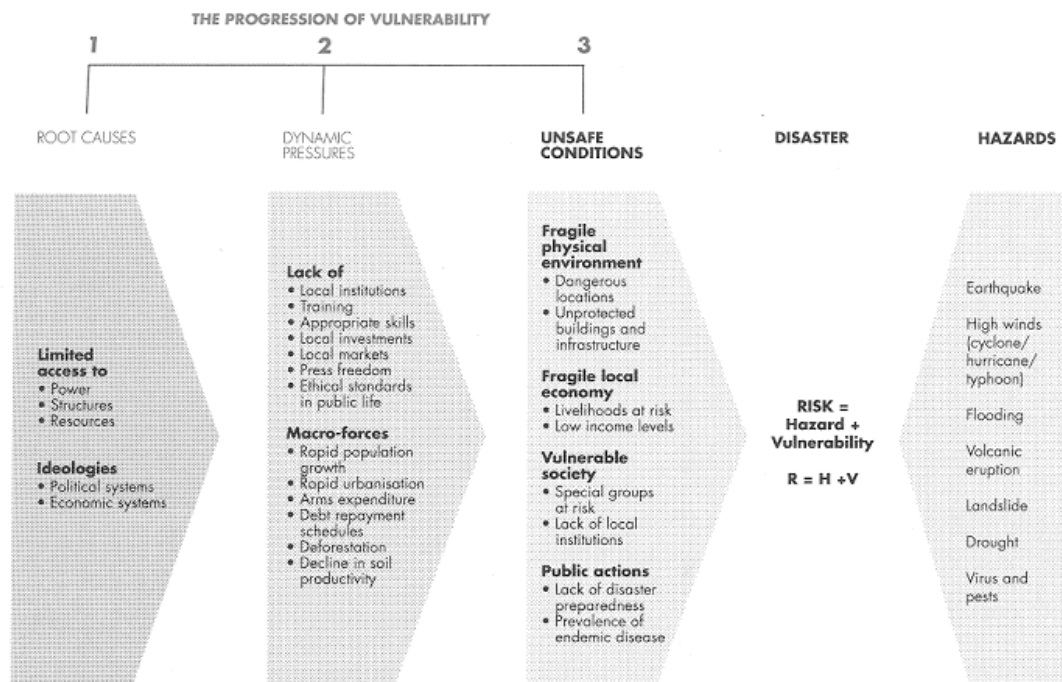 THE PROGRESSION OF VULNERABILITY
1
2
3
ROOT CAUSES
DYNAMIC
PRESSURES
UNSAFE
CONDITIONS
DISASTER
HAZARDS
Limited
access to
• Power
• Structures
• Resources
Ideologies
• Political systems
• Economic systems
Lack of
• Local institutions
• Training
• Appropriate skills
• Local investments
• Local markets
• Press freedom
• Ethical standards
in public life
Macro-forces
• Rapid population
growth
• Rapid urbanisation
• Arms expenditure
• Debt repayment
schedules
• Deforestation
• Decline in soil
productivity
Fragile
physical
environment
• Dangerous
locations
• Unprotected
buildings and
infrastructure
Fragile local
economy
• Livelihoods at risk
• Low income levels
Vulnerable
society
• Special groups
at risk
• Lack of local
institutions
Public actions
• Lack of disaster
preparedness
• Prevalence of
endemic disease
RISK =
Hazard +
Vulnerability
R = H +V
Earthquake
High winds
(cyclone/
hurricane/
typhoon)
Flooding
Volcanic
eruption
Landslide
Drought
Virus and
pests